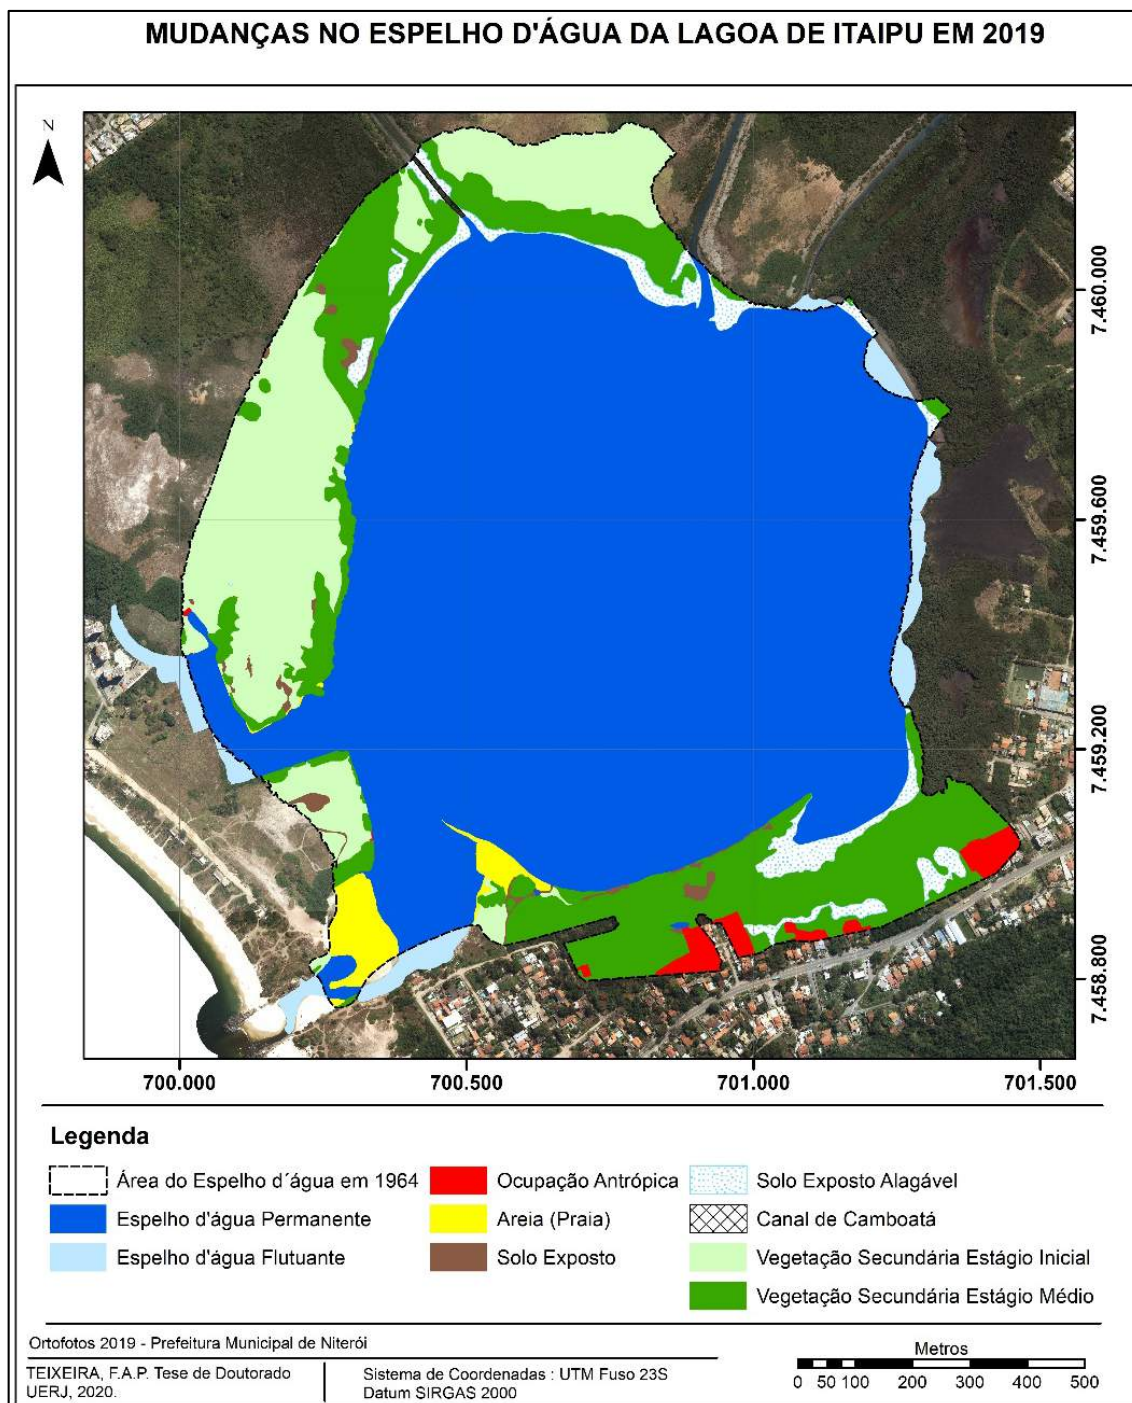 MUDANÇAS NO ESPELHO D'ÁGUA DA LAGOA DE ITAIPU EM 2019
N
7.460.000
7.459.600
7.459.200
7.458.800
700.000
700.500
701.000
701.500
Legenda
Área do Espelho d´água em 1964
Espelho d'água Permanente
Espelho d'água Flutuante
Ocupação Antrópica
Areia (Praia)
Solo Exposto
Solo Exposto Alagável
Canal de Camboatá
Vegetação Secundária Estágio Inicial
Vegetação Secundária Estágio Médio
Ortofotos 2019 - Prefeitura Municipal de Niterói
TEIXEIRA, F.A.P. Tese de Doutorado
UERJ, 2020.
Sistema de Coordenadas : UTM Fuso 23S
Datum SIRGAS 2000
Metros
0 50 100 200 300 400 500